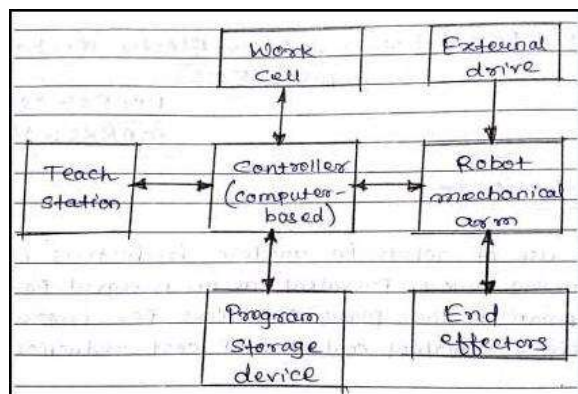 Work
cell
External
drive
Teach
station
Controller
(computer-
based)
Robot
mechanical
arm
Program
storage
device
End
effectors